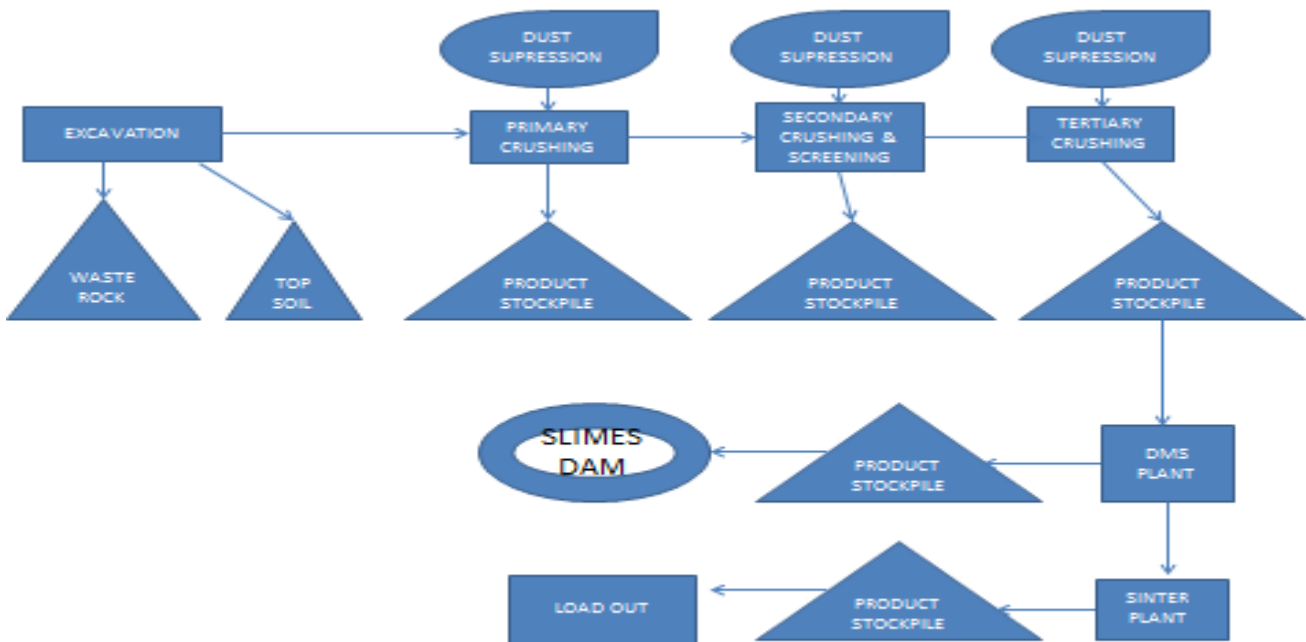 DUST
SUPRESSION
DUST
SUPRESSION
DUST
SUPRESSION
EXCAVATION
PRIMARY
CRUSHING
SECONDARY
CRUSHING &
SCREENING
TERTIARY
CRUSHING
WASTE
ROCK
TOP
SOIL
PRODUCT
STOCKPILE
PRODUCT
STOCKPILE
PRODUCT
STOCKPILE
SLIMES
DAM
PRODUCT
STOCKPILE
DMS
PLANT
LOAD OUT
PRODUCT
STOCKPILE
SINTER
PLANT